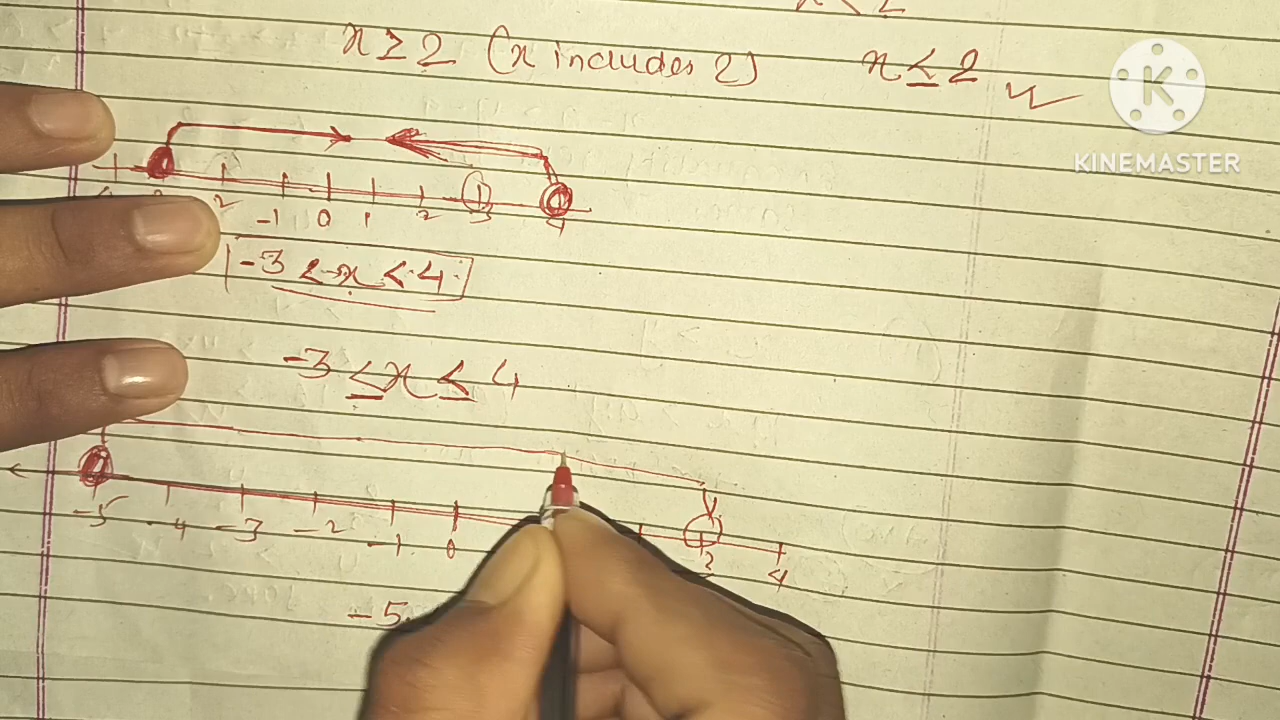 x ≥ 2 (x includes 2) x ≤ 2
KINEMASTER
2 -1 0 1 2 3 4
-3 < x < 4
-3 ≤ x ≤ 4
-5 -4 -3 -2 -1 0 4
-5